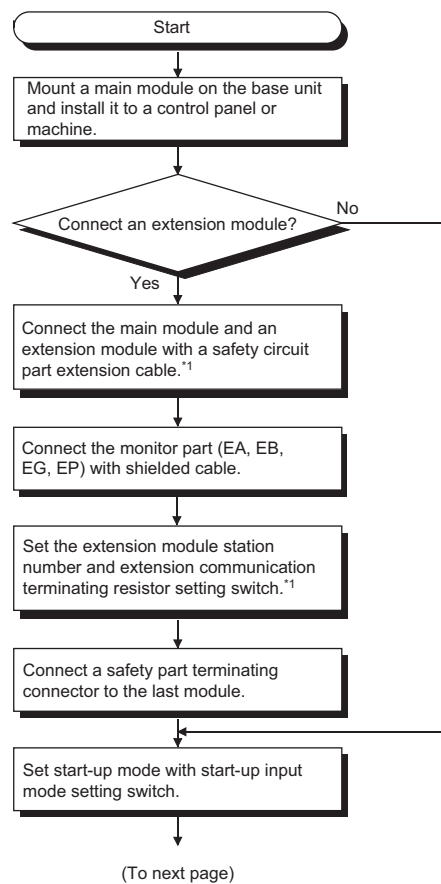 Start
Mount a main module on the base unit
and install it to a control panel or
machine.
Connect an extension module?
No
Yes
Connect the main module and an
extension module with a safety circuit
part extension cable.*1
Connect the monitor part (EA, EB,
EG, EP) with shielded cable.
Set the extension module station
number and extension communication
terminating resistor setting switch.*1
Connect a safety part terminating
connector to the last module.
Set start-up mode with start-up input
mode setting switch.
(To next page)